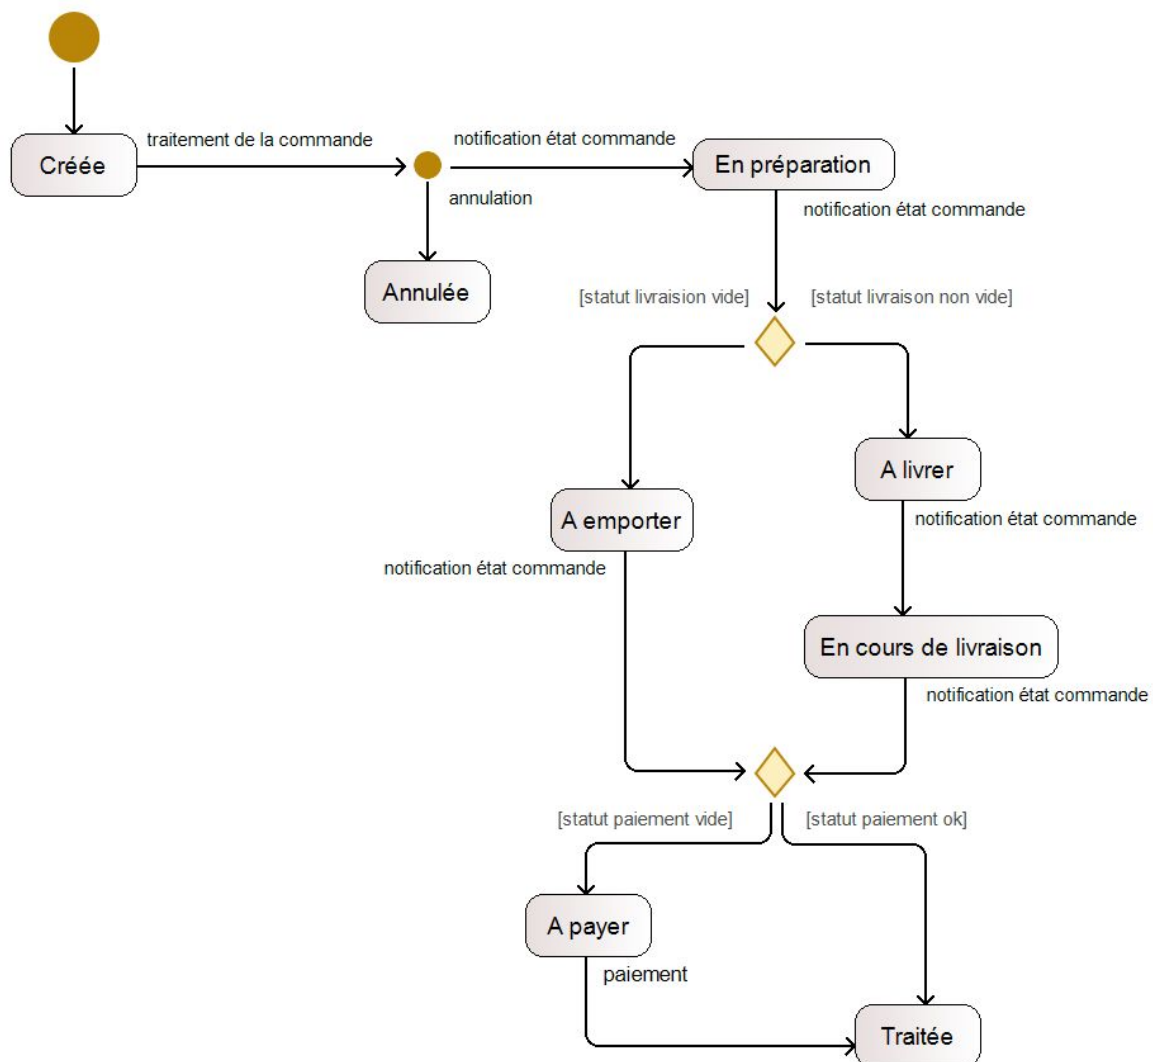 traitement de la commande
notification état commande
Créée
En préparation
annulation
notification état commande
Annulée
[statut livraision vide]
[statut livraison non vide]
A livrer
A emporter
notification état commande
notification état commande
En cours de livraison
notification état commande
[statut paiement vide]
[statut paiement ok]
A payer
paiement
Traitée